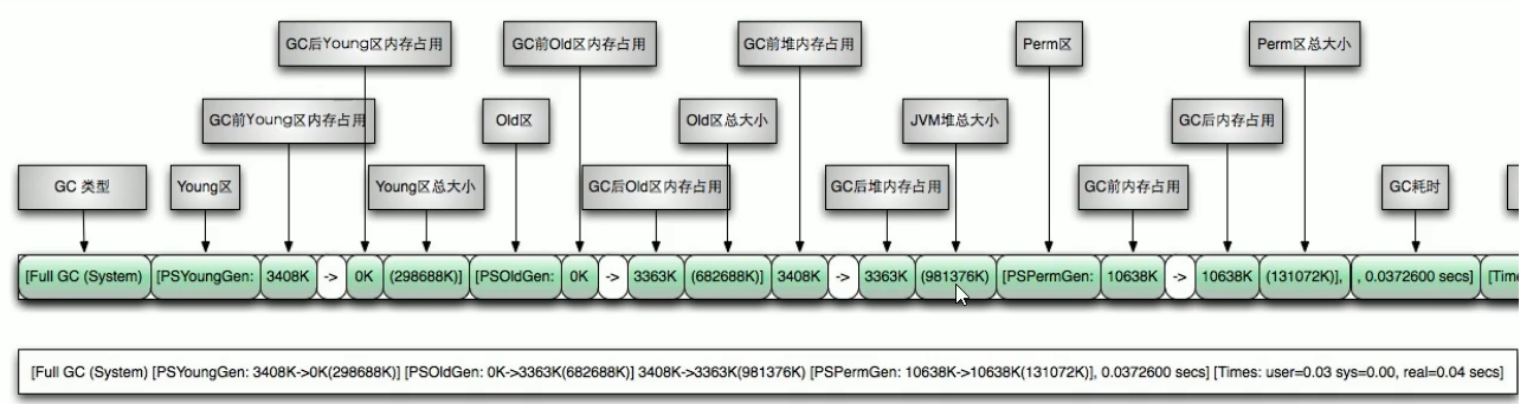 GC后Young区内存占用
GC前Old区内存占用
GC前堆内存占用
Perm区
Perm区总大小
GC前Young区内存占用
Old区
Old区总大小
JVM堆总大小
GC后内存占用
GC 类型
Young区
Young区总大小
GC后Old区内存占用
GC后堆内存占用
GC前内存占用
GC耗时
[Full GC (System) [PSYoungGen: 3408K -> 0K (298688K)] [PSOldGen: 0K -> 3363K (682688K)] 3408K -> 3363K (981376K) [PSPermGen: 10638K -> 10638K (131072K)], , 0.0372600 secs] [Time
[Full GC (System) [PSYoungGen: 3408K->0K(298688K)] [PSOldGen: 0K->3363K(682688K)] 3408K->3363K(981376K) [PSPermGen: 10638K->10638K(131072K)], 0.0372600 secs] [Times: user=0.03 sys=0.00, real=0.04 secs]